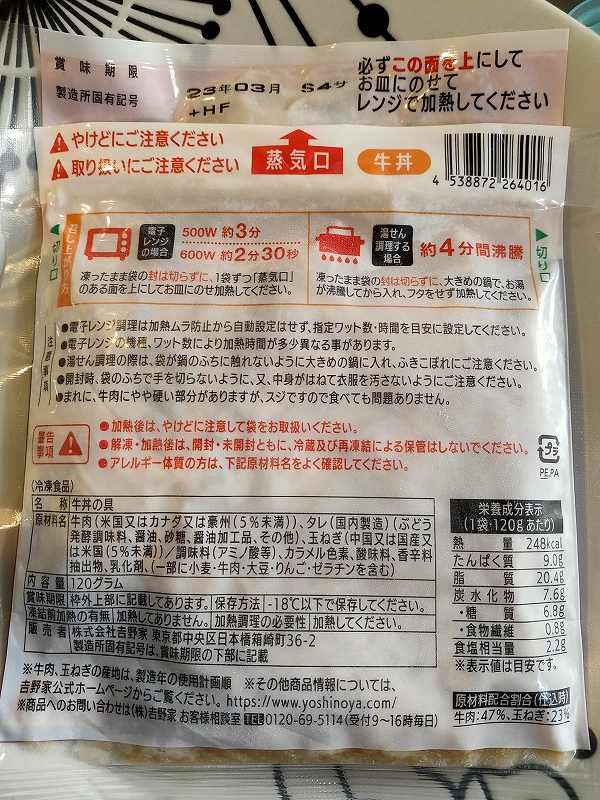 賞味期限
23年03月 S4サ
製造所固有記号
+HF
必ずこの面を上にして
お皿にのせて
レンジで加熱してください
やけどにご注意ください
取り扱いにご注意ください
蒸気口
牛丼
4 538872 264016
切り口
切り口
召し上がり方
電子レンジの場合
500W 約3分
600W 約2分30秒
凍ったまま袋の封は切らずに、1袋ずつ「蒸気口」
のある面を上にしてお皿にのせ加熱してください。
湯せん調理する場合
約4分間沸騰
凍ったまま袋の封は切らずに、大きめの鍋で、お湯
が沸騰してから入れ、フタをせず加熱してください。
注意事項
●電子レンジ調理は加熱ムラ防止から自動設定はせず、指定ワット数・時間を目安に設定してください。
●電子レンジの機種、ワット数により加熱時間が多少異なる事があります。
●湯せん調理の際は、袋が鍋のふちに触れないように大きめの鍋に入れ、ふきこぼれにご注意ください。
●開封時、袋のふちで手を切らないように、又、中身がはねて衣服を汚さないようにご注意ください。
●まれに、牛肉にやや硬い部分がありますが、スジですので食べても問題ありません。
警告事項
●加熱後は、やけどに注意して袋をお取扱いください。
●解凍・加熱後は、開封・未開封ともに、冷蔵及び再凍結による保管はしないでください。
●アレルギー体質の方は、下記原材料名をよく確認してください。
プラ
PE,PA
〈冷凍食品〉
名称 牛丼の具
原材料名 牛肉(米国又はカナダ又は豪州(5%未満))、タレ(国内製造)(ぶどう
発酵調味料、醤油、砂糖、醤油加工品、その他)、玉ねぎ(中国又は国産又
は米国(5%未満))/調味料(アミノ酸等)、カラメル色素、酸味料、香辛料
抽出物、乳化剤、(一部に小麦・牛肉・大豆・りんご・ゼラチンを含む)
内容量 120グラム
賞味期限 枠外上部に記載してあります。 保存方法 -18℃以下で保存してください。
凍結前加熱の有無 加熱してありません。 加熱調理の必要性 加熱してください。
販売者 株式会社吉野家 東京都中央区日本橋箱崎町36-2
製造所固有記号は、賞味期限の下部に記載
栄養成分表示
(1袋:120gあたり)
熱量 248kcal
たんぱく質 9.0g
脂質 20.4g
炭水化物 7.6g
・糖質 6.8g
・食物繊維 0.8g
食塩相当量 2.2g
※表示値は目安です。
※牛肉、玉ねぎの産地は、製造年の使用計画順 ※その他商品情報については、
吉野家公式ホームページからご覧ください。https://www.yoshinoya.com/
※商品へのお問い合わせは(株)吉野家 お客様相談室 TEL0120-69-5114(受付9~16時毎日)
原材料配合割合(仕込時)
牛肉:47%、玉ねぎ:23%